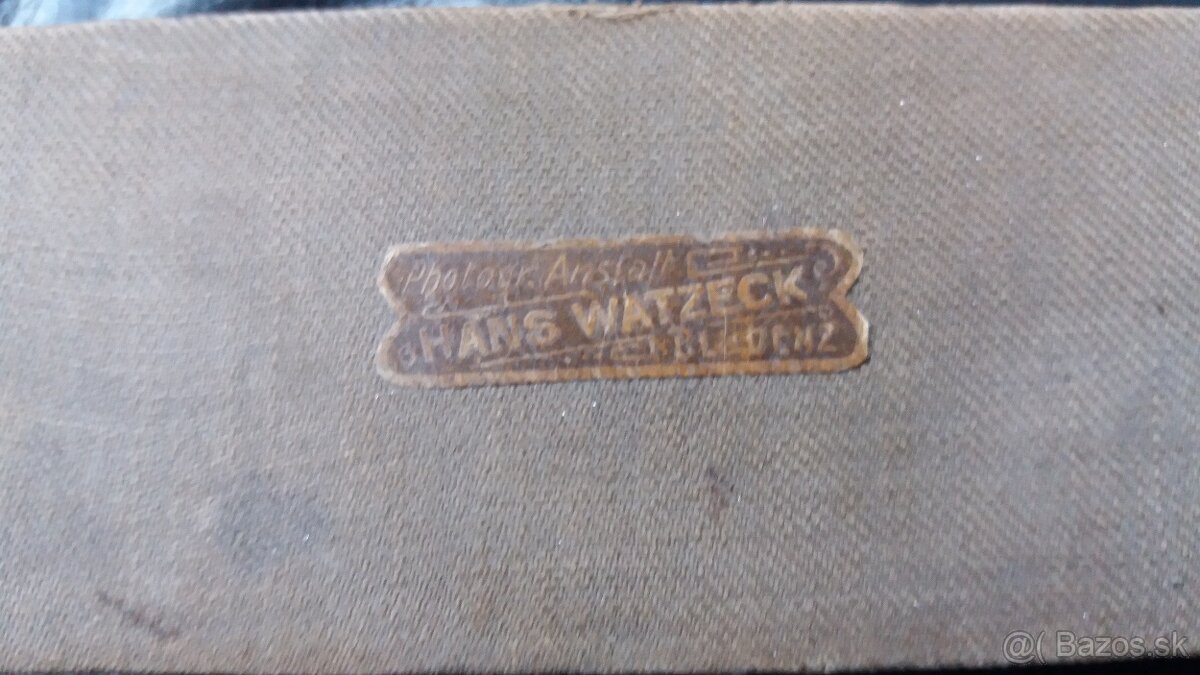 Photogr. Anstalt
HANS WATZECK
@( Bazos.sk